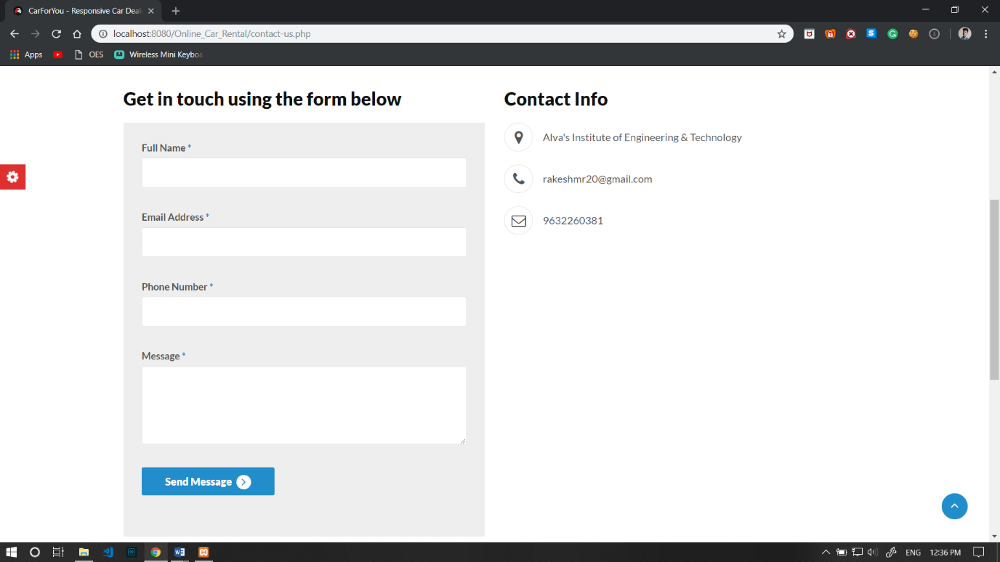 CarForYou - Responsive Car Deal
localhost:8080/Online_Car_Rental/contact-us.php
Apps
OES
Wireless Mini Keyboa
Get in touch using the form below
Full Name *
Email Address *
Phone Number *
Message *
Send Message
Contact Info
Alva's Institute of Engineering & Technology
rakeshmr20@gmail.com
9632260381
ENG
12:36 PM